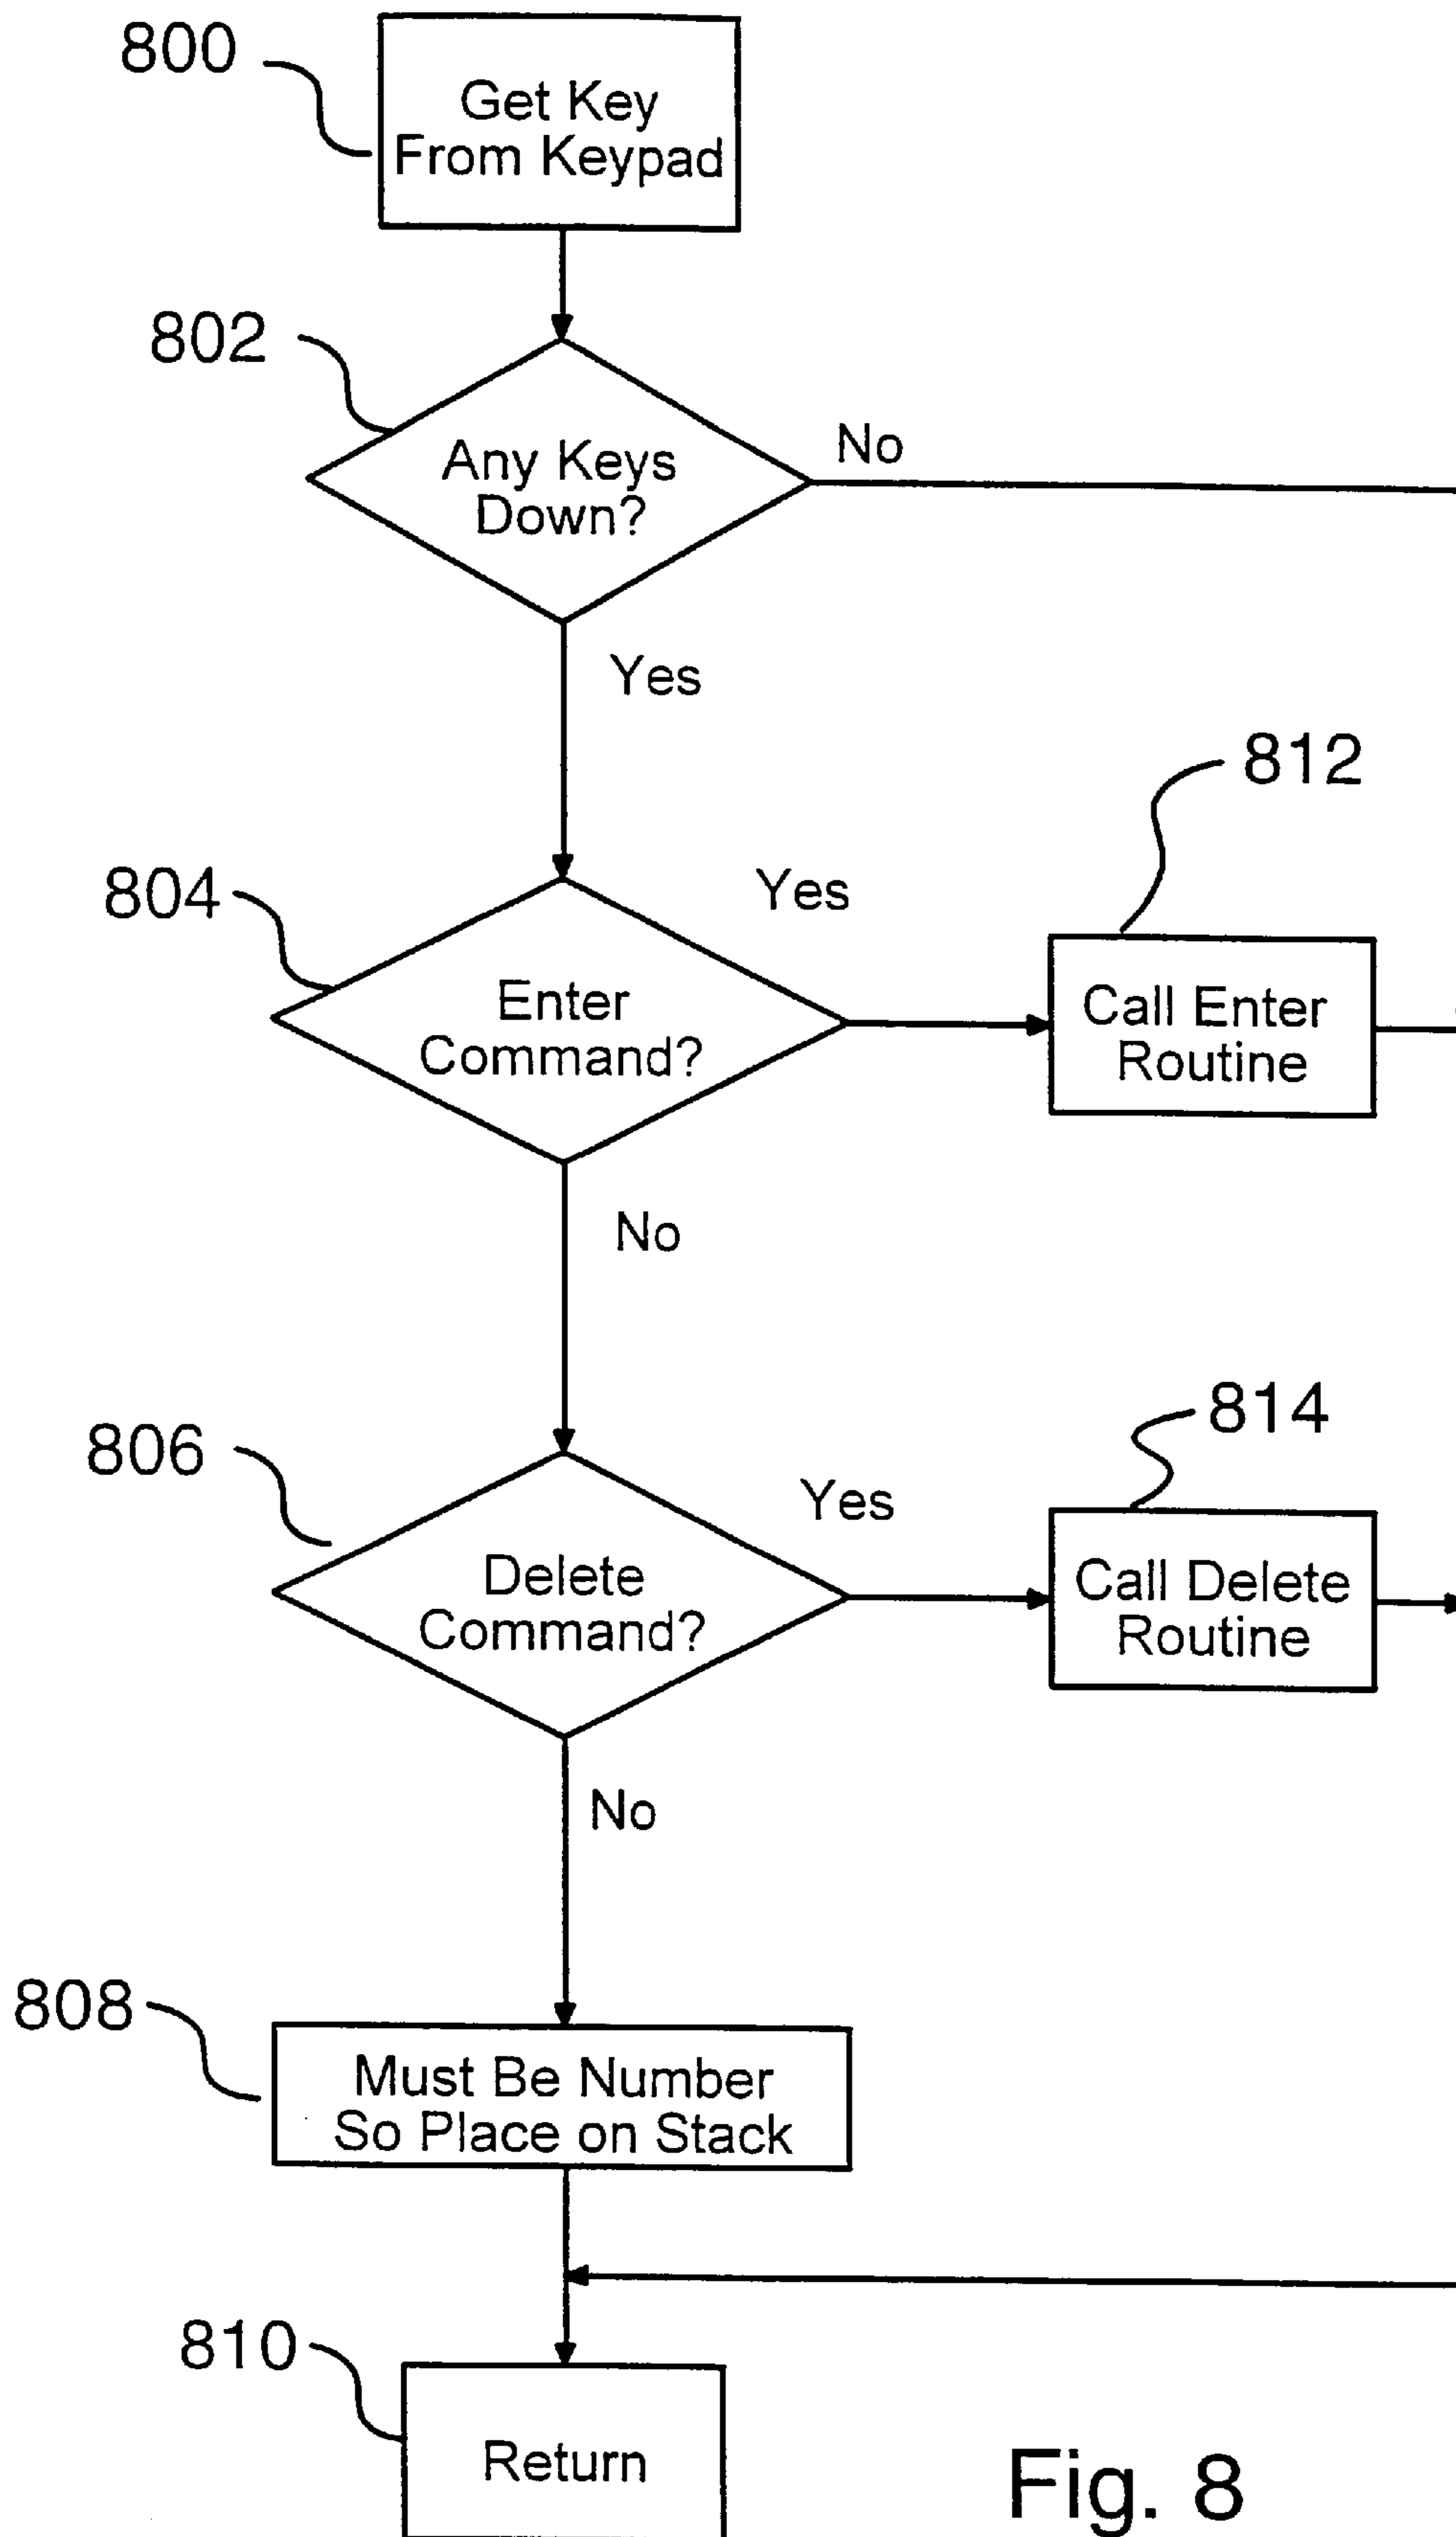 800
Get Key
From Keypad
802
Any Keys
Down?
No
Yes
812
804
Yes
Enter
Command?
Call Enter
Routine
No
814
806
Yes
Delete
Command?
Call Delete
Routine
No
808
Must Be Number
So Place on Stack
810
Return
Fig. 8